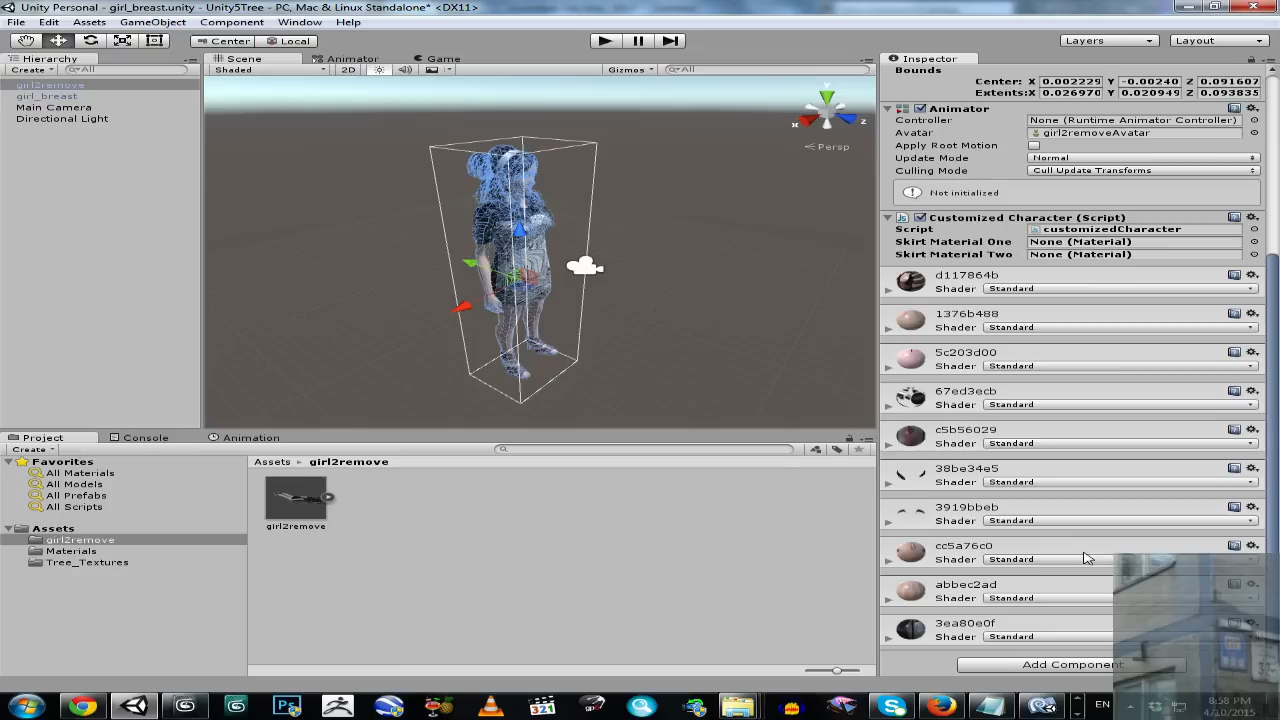 Unity Personal - girl_breast.unity - Unity5Tree - PC, Mac & Linux Standalone* <DX11>
File Edit Assets GameObject Component Window Help
Center Local Layers Layout
Hierarchy
Create All
girl2remove
girl_breast
Main Camera
Directional Light
Scene Animator Game
Shaded 2D Gizmos All
x z
Persp
Inspector
Bounds
Center: X 0.002229 Y -0.00240 Z 0.091607
Extents: X 0.026970 Y 0.020949 Z 0.093835
Animator
Controller None (Runtime Animator Controller)
Avatar girl2removeAvatar
Apply Root Motion
Update Mode Normal
Culling Mode Cull Update Transforms
Not initialized
Customized Character (Script)
Script customizedCharacter
Skirt Material One None (Material)
Skirt Material Two None (Material)
d117864b
Shader Standard
1376b488
Shader Standard
5c203d00
Shader Standard
67ed3ecb
Shader Standard
c5b56029
Shader Standard
38be34e5
Shader Standard
3919bbeb
Shader Standard
cc5a76c0
Shader Standard
abbec2ad
Shader Standard
3ea80e0f
Shader Standard
Add Component
Project Console Animation
Create
Favorites
All Materials
All Models
All Prefabs
All Scripts
Assets
girl2remove
Materials
Tree_Textures
Assets girl2remove
girl2remove
321
EN
8:58 PM
4/10/2015